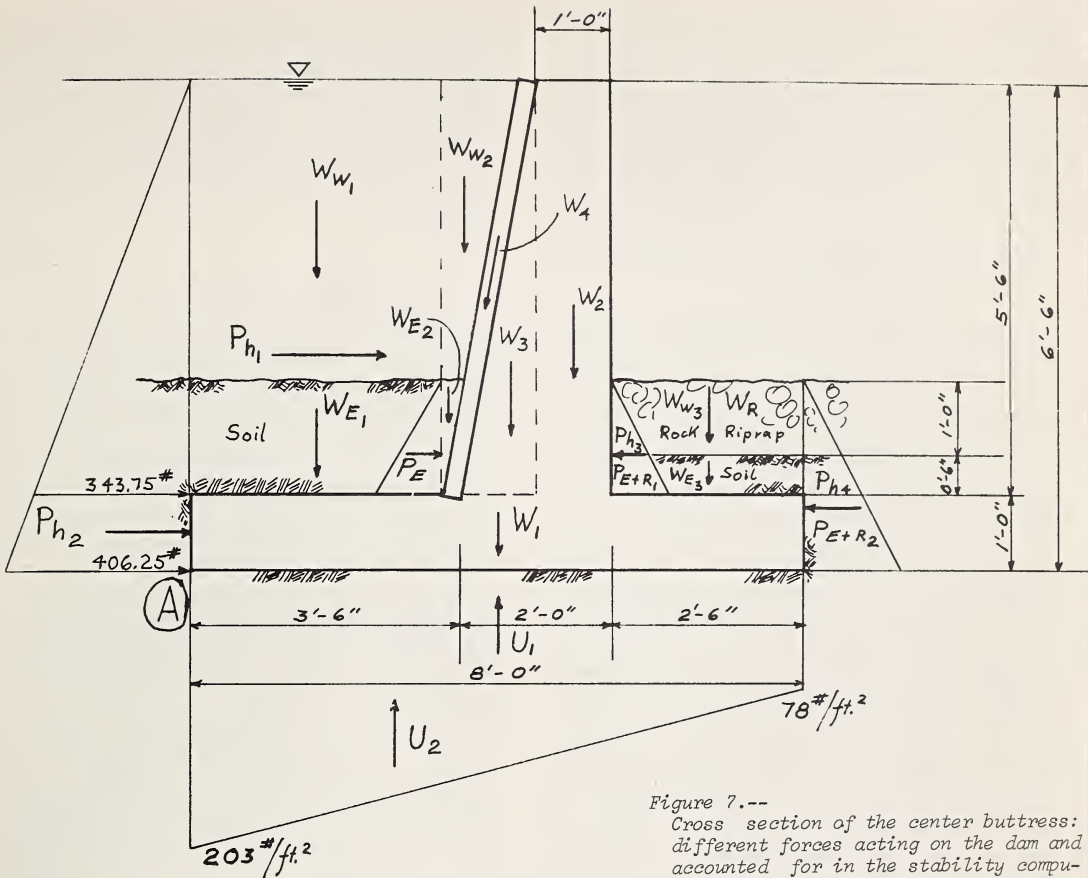 1'-0"
W_W1
W_W2
W_4
W_2
5'-6"
6'-6"
W_E2
W_3
P_h1
W_E1
Soil
P_E
W_W3 W_R
Rock Riprap
P_h3
1'-0"
P_E+R1
W_E3
Soil
0'-6"
343.75#
P_h4
P_h2
W_1
P_E+R2
1'-0"
406.25#
A
3'-6"
2'-0"
2'-6"
U_1
8'-0"
78#/ft.²
U_2
203#/ft.²
Figure 7.--
Cross section of the center buttress:
different forces acting on the dam and
accounted for in the stability compu-